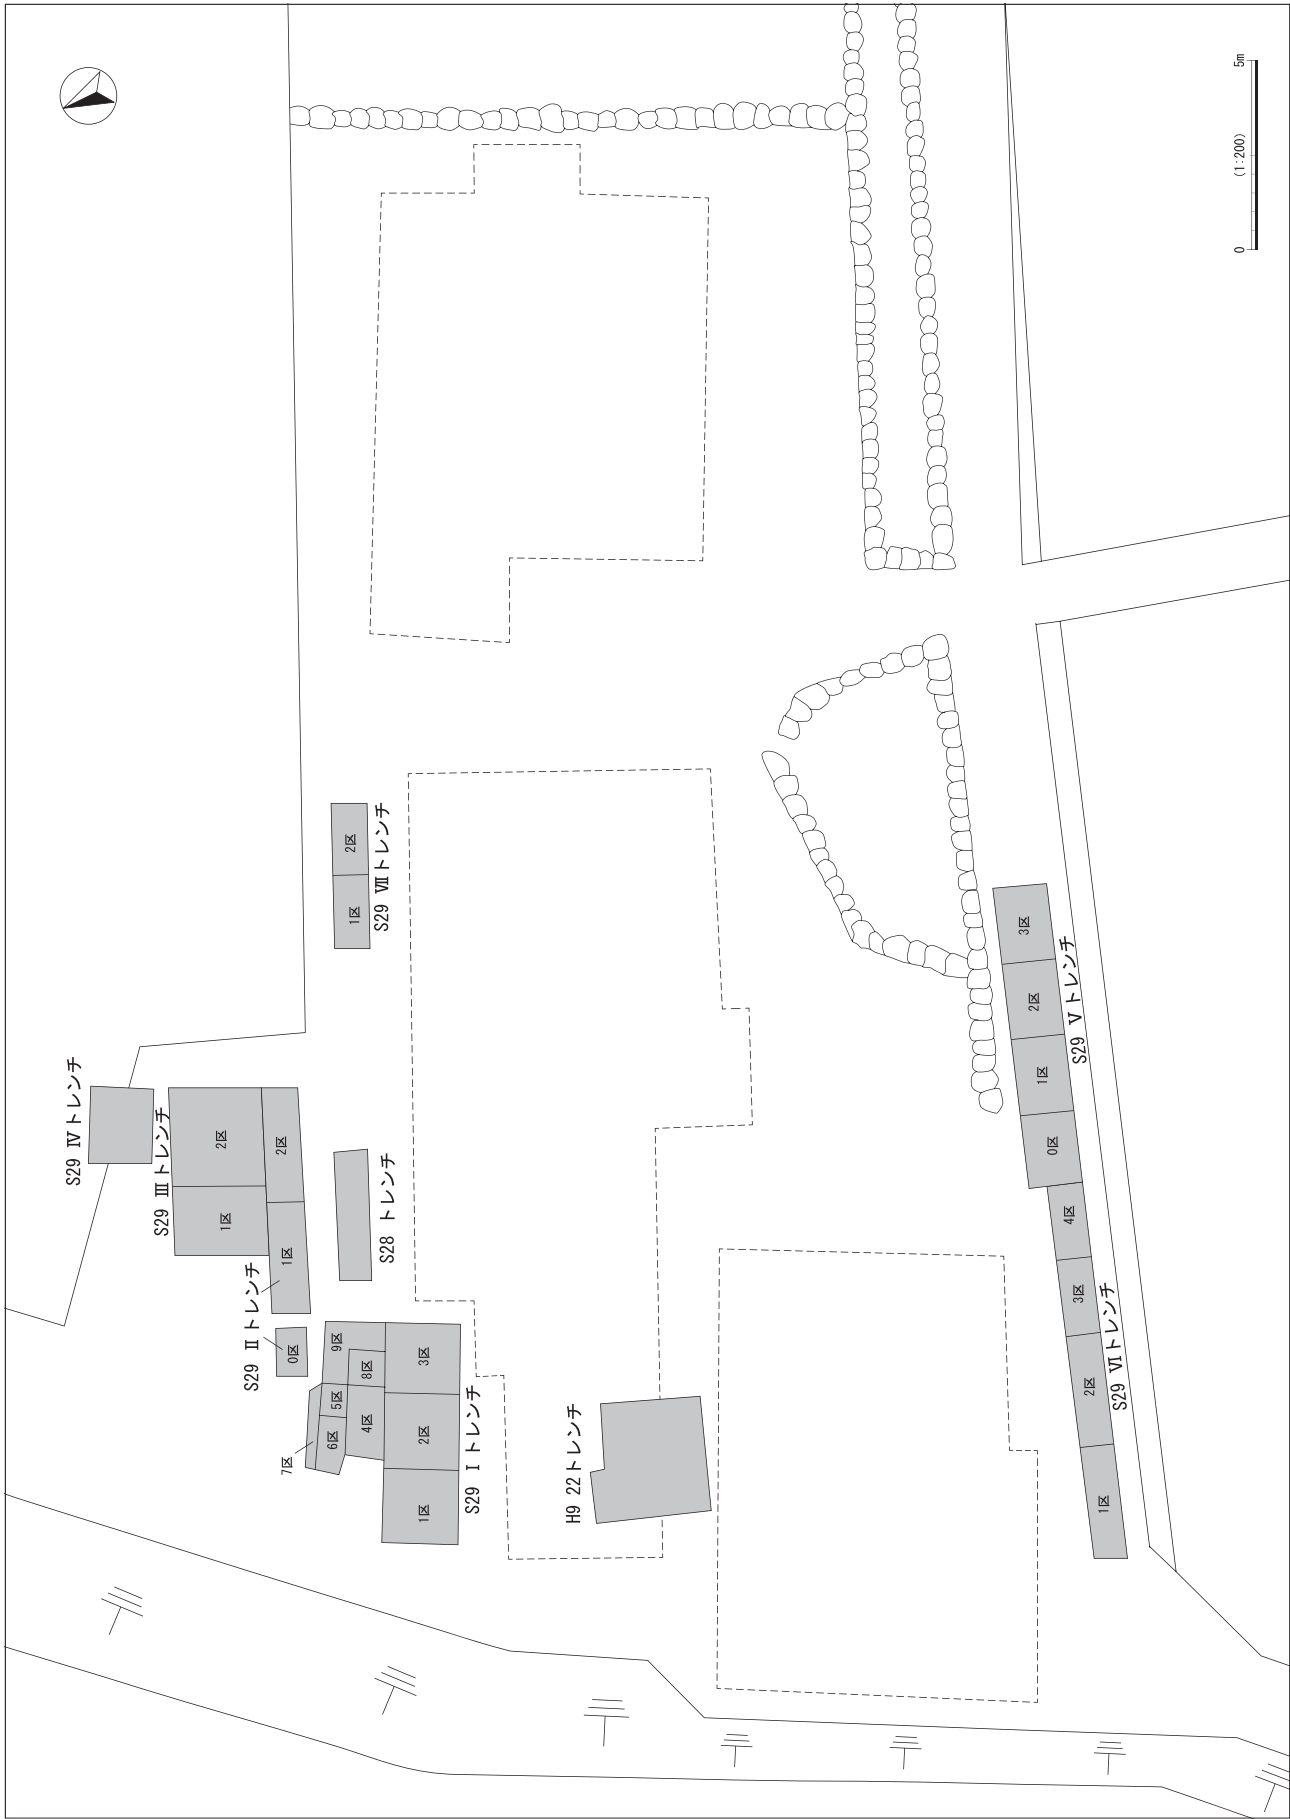 0 (1:200) 5m
S29 Ⅳトレンチ
S29 Ⅲトレンチ
1区
2区
S29 Ⅱトレンチ
0区
1区
2区
S29 Ⅶトレンチ
1区
2区
S28 トレンチ
S29 Ⅰトレンチ
1区
2区
3区
4区
5区
6区
7区
8区
9区
H9 22トレンチ
S29 Ⅴトレンチ
0区
1区
2区
3区
S29 Ⅵトレンチ
1区
2区
3区
4区